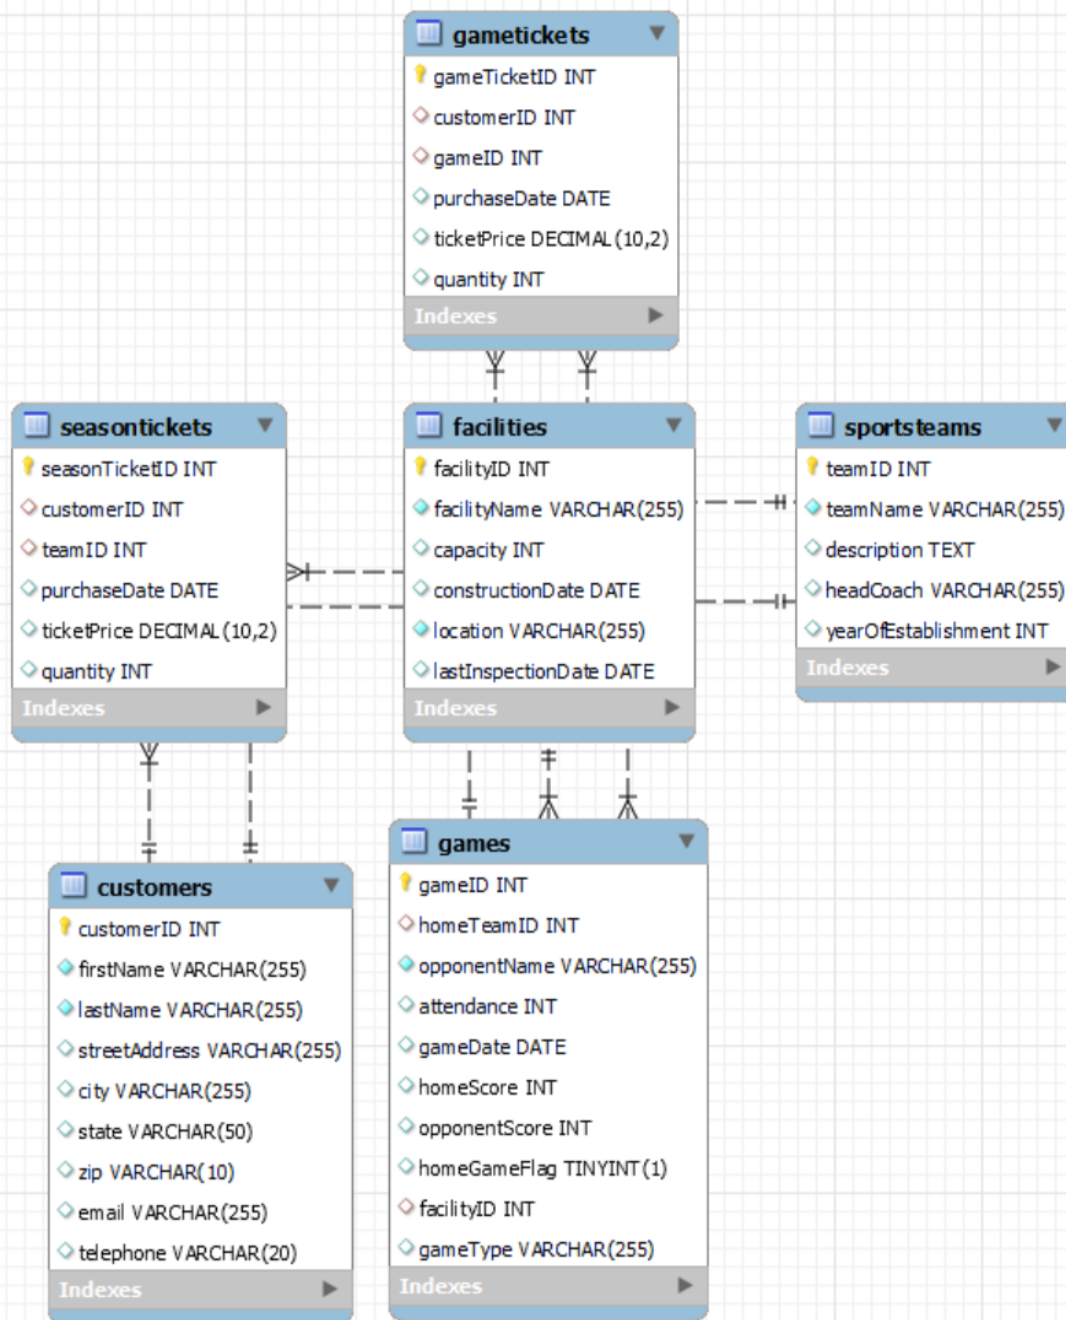 gametickets
gameTicketID INT
customerID INT
gameID INT
purchaseDate DATE
ticketPrice DECIMAL(10,2)
quantity INT
Indexes
seasontickets
seasonTicketID INT
customerID INT
teamID INT
purchaseDate DATE
ticketPrice DECIMAL(10,2)
quantity INT
Indexes
facilities
facilityID INT
facilityName VARCHAR(255)
capacity INT
constructionDate DATE
location VARCHAR(255)
lastInspectionDate DATE
Indexes
sportsteams
teamID INT
teamName VARCHAR(255)
description TEXT
headCoach VARCHAR(255)
yearOfEstablishment INT
Indexes
customers
customerID INT
firstName VARCHAR(255)
lastName VARCHAR(255)
streetAddress VARCHAR(255)
city VARCHAR(255)
state VARCHAR(50)
zip VARCHAR(10)
email VARCHAR(255)
telephone VARCHAR(20)
Indexes
games
gameID INT
homeTeamID INT
opponentName VARCHAR(255)
attendance INT
gameDate DATE
homeScore INT
opponentScore INT
homeGameFlag TINYINT(1)
facilityID INT
gameType VARCHAR(255)
Indexes